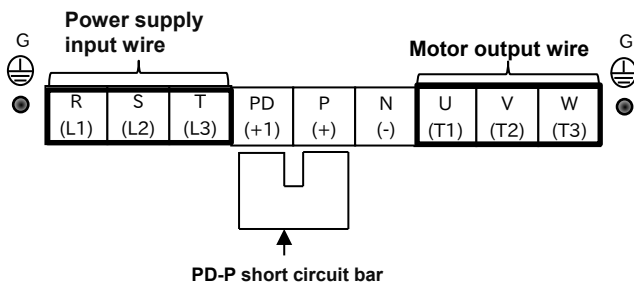 Power supply
input wire
Motor output wire
G
G
R S T PD P N U V W
(L1) (L2) (L3) (+1) (+) (-) (T1) (T2) (T3)
PD-P short circuit bar